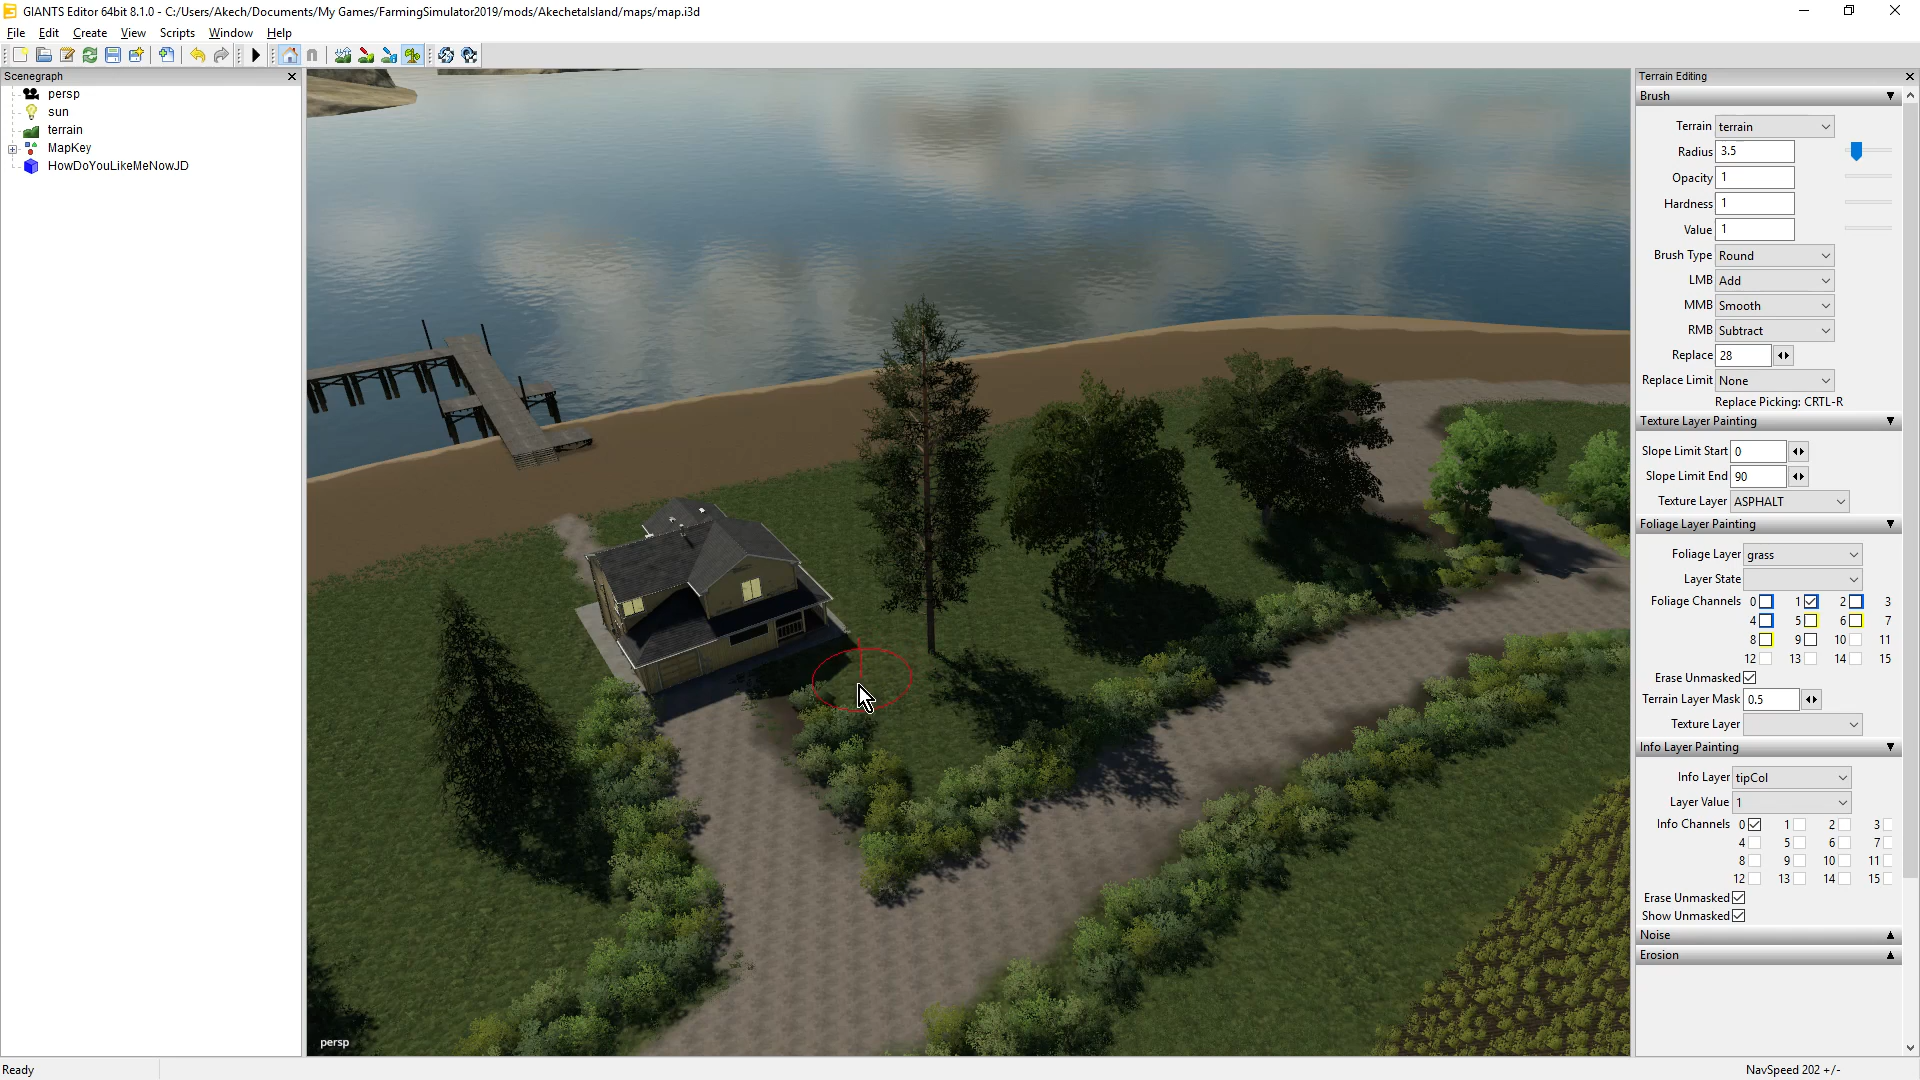 GIANTS Editor 64bit 8.1.0 - C:/Users/Akech/Documents/My Games/FarmingSimulator2019/mods/AkechetaIsland/maps/map.i3d
File Edit Create View Scripts Window Help
Scenegraph
persp
sun
terrain
MapKey
HowDoYouLikeMeNowJD
persp
Terrain Editing
Brush
Terrain terrain
Radius 3.5
Opacity 1
Hardness 1
Value 1
Brush Type Round
LMB Add
MMB Smooth
RMB Subtract
Replace 28
Replace Limit None
Replace Picking: CRTL-R
Texture Layer Painting
Slope Limit Start 0
Slope Limit End 90
Texture Layer ASPHALT
Foliage Layer Painting
Foliage Layer grass
Layer State
Foliage Channels 0 1 2 3
4 5 6 7
8 9 10 11
12 13 14 15
Erase Unmasked
Terrain Layer Mask 0.5
Texture Layer
Info Layer Painting
Info Layer tipCol
Layer Value 1
Info Channels 0 1 2 3
4 5 6 7
8 9 10 11
12 13 14 15
Erase Unmasked
Show Unmasked
Noise
Erosion
Ready
NavSpeed 202 +/-